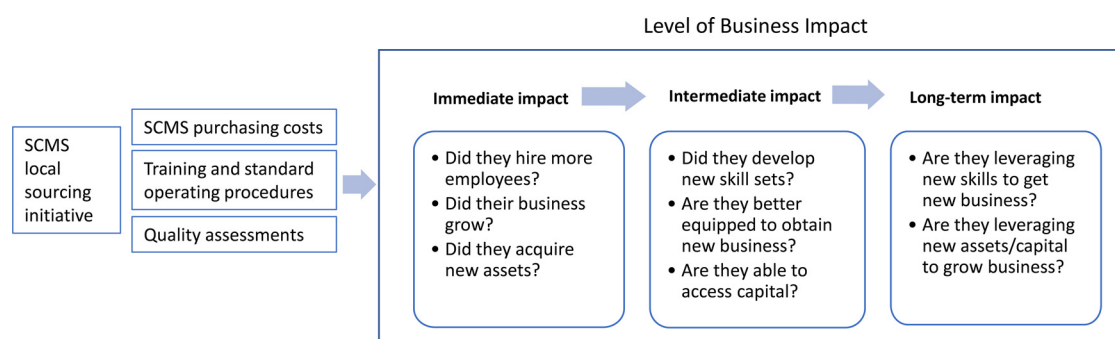 Level of Business Impact
SCMS
local
sourcing
initiative
SCMS purchasing costs
Training and standard
operating procedures
Quality assessments
Immediate impact
• Did they hire more
employees?
• Did their business
grow?
• Did they acquire
new assets?
Intermediate impact
• Did they develop
new skill sets?
• Are they better
equipped to obtain
new business?
• Are they able to
access capital?
Long-term impact
• Are they leveraging
new skills to get
new business?
• Are they leveraging
new assets/capital
to grow business?